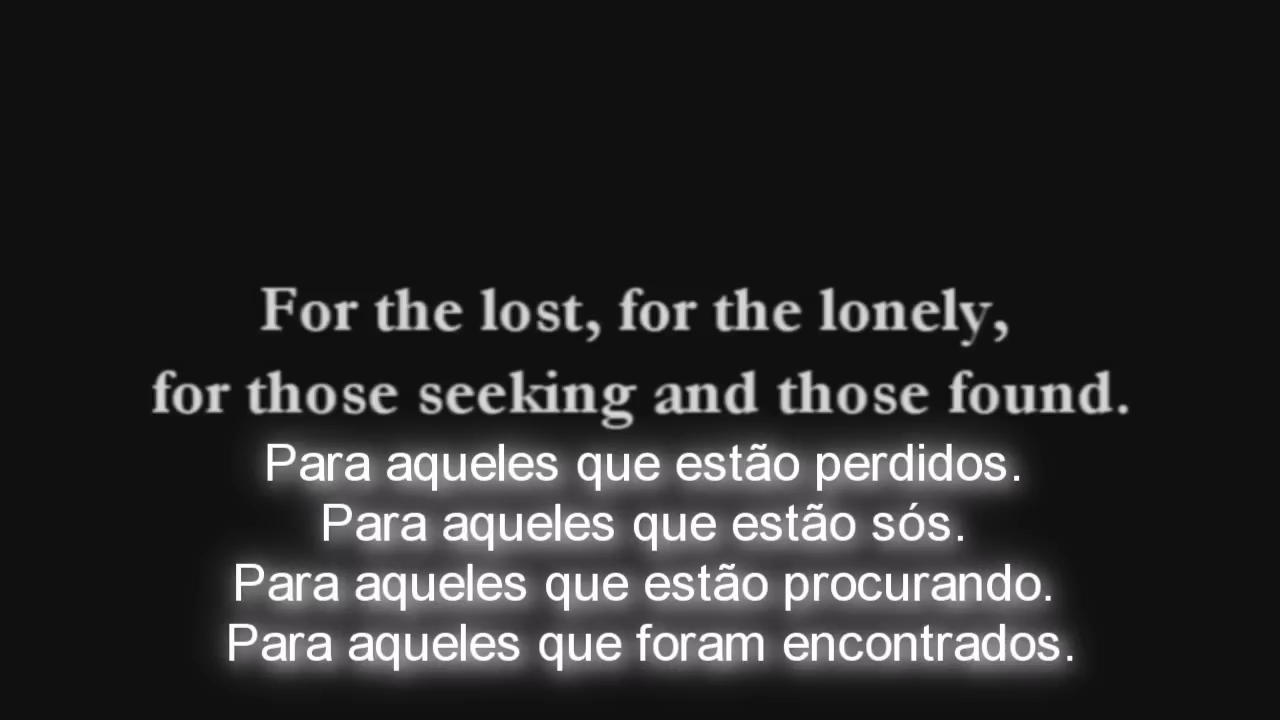 For the lost, for the lonely,
for those seeking and those found.
Para aqueles que estão perdidos.
Para aqueles que estão sós.
Para aqueles que estão procurando.
Para aqueles que foram encontrados.